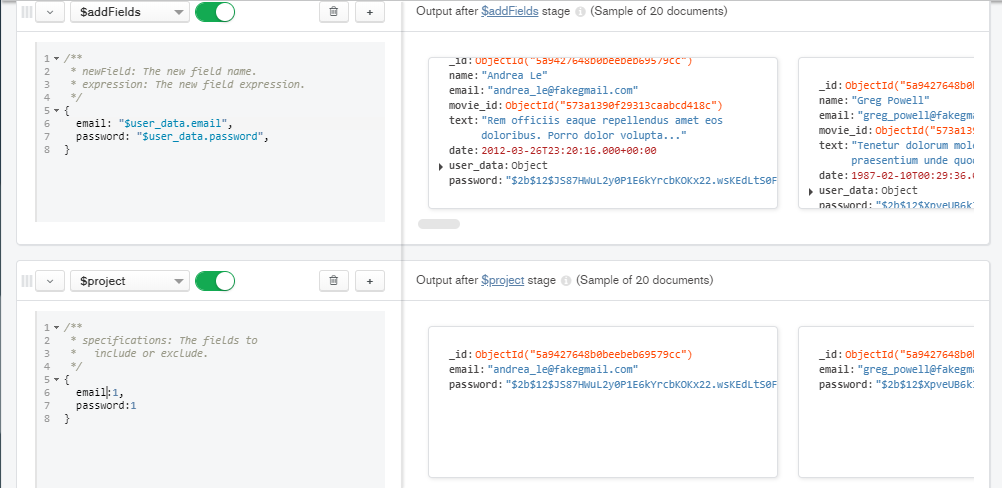 $addFields
+
Output after $addFields stage (Sample of 20 documents)
1 /**
2 * newField: The new field name.
3 * expression: The new field expression.
4 */
5 {
6 email: "$user_data.email",
7 password: "$user_data.password",
8 }
_id: ObjectId("5a9427648b0beebeb69579cc")
name: "Andrea Le"
email: "andrea_le@fakegmail.com"
movie_id: ObjectId("573a1390f29313caabcd418c")
text: "Rem officiis eaque repellendus amet eos
doloribus. Porro dolor volupta..."
date: 2012-03-26T23:20:16.000+00:00
user_data: Object
password: "$2b$12$JS87HWuL2y0P1E6kYrcbKOKx22.wsKEdLtS0F
_id: ObjectId("5a9427648b0
name: "Greg Powell"
email: "greg_powell@fakegma
movie_id: ObjectId("573a139
text: "Tenetur dolorum mole
praesentium unde quod
date: 1987-02-10T00:29:36.
user_data: Object
password: "$2b$12$XpveUB6k
$project
+
Output after $project stage (Sample of 20 documents)
1 /**
2 * specifications: The fields to
3 * include or exclude.
4 */
5 {
6 email:1,
7 password:1
8 }
_id: ObjectId("5a9427648b0beebeb69579cc")
email: "andrea_le@fakegmail.com"
password: "$2b$12$JS87HWuL2y0P1E6kYrcbKOKx22.wsKEdLtS0F
_id: ObjectId("5a9427648b0
email: "greg_powell@fakegma
password: "$2b$12$XpveUB6k